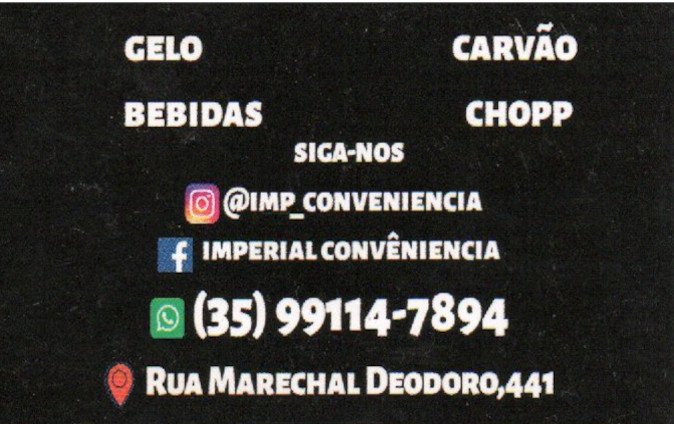 GELO CARVÃO
BEBIDAS CHOPP
SIGA-NOS
@IMP_CONVENIENCIA
IMPERIAL CONVÊNIENCIA
(35) 99114-7894
RUA MARECHAL DEODORO,441